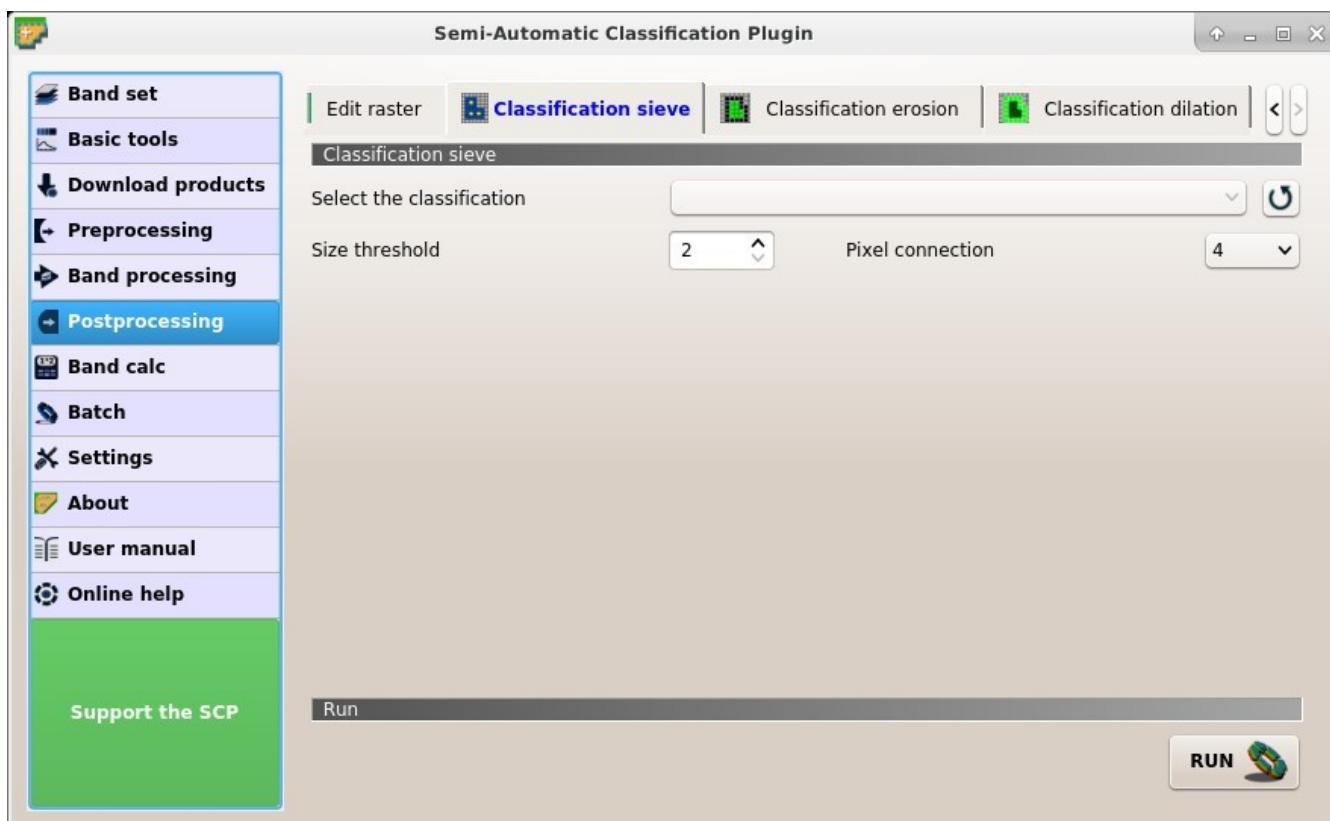 Semi-Automatic Classification Plugin
Band set
Basic tools
Download products
Preprocessing
Band processing
Postprocessing
Band calc
Batch
Settings
About
User manual
Online help
Support the SCP
Edit raster Classification sieve Classification erosion Classification dilation < >
Classification sieve
Select the classification
Size threshold 2 Pixel connection 4
Run
RUN